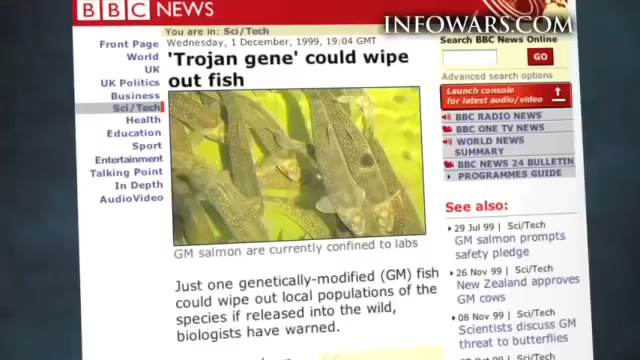 BBC NEWS
INFOWARS.COM
You are in: Sci/Tech
Wednesday, 1 December, 1999, 19:04 GMT
'Trojan gene' could wipe
out fish
Front Page
World
UK
UK Politics
Business
Sci/Tech
Health
Education
Sport
Entertainment
Talking Point
In Depth
AudioVideo
GM salmon are currently confined to labs
Just one genetically-modified (GM) fish
could wipe out local populations of the
species if released into the wild,
biologists have warned.
Search BBC News Online
GO
Advanced search options
Launch console
for latest audio/video
BBC RADIO NEWS
BBC ONE TV NEWS
WORLD NEWS
SUMMARY
BBC NEWS 24 BULLETIN
PROGRAMMES GUIDE
See also:
29 Jul 99 | Sci/Tech
GM salmon prompts
safety pledge
26 Nov 99 | Sci/Tech
New Zealand approves
GM cows
08 Nov 99 | Sci/Tech
Scientists discuss GM
threat to butterflies